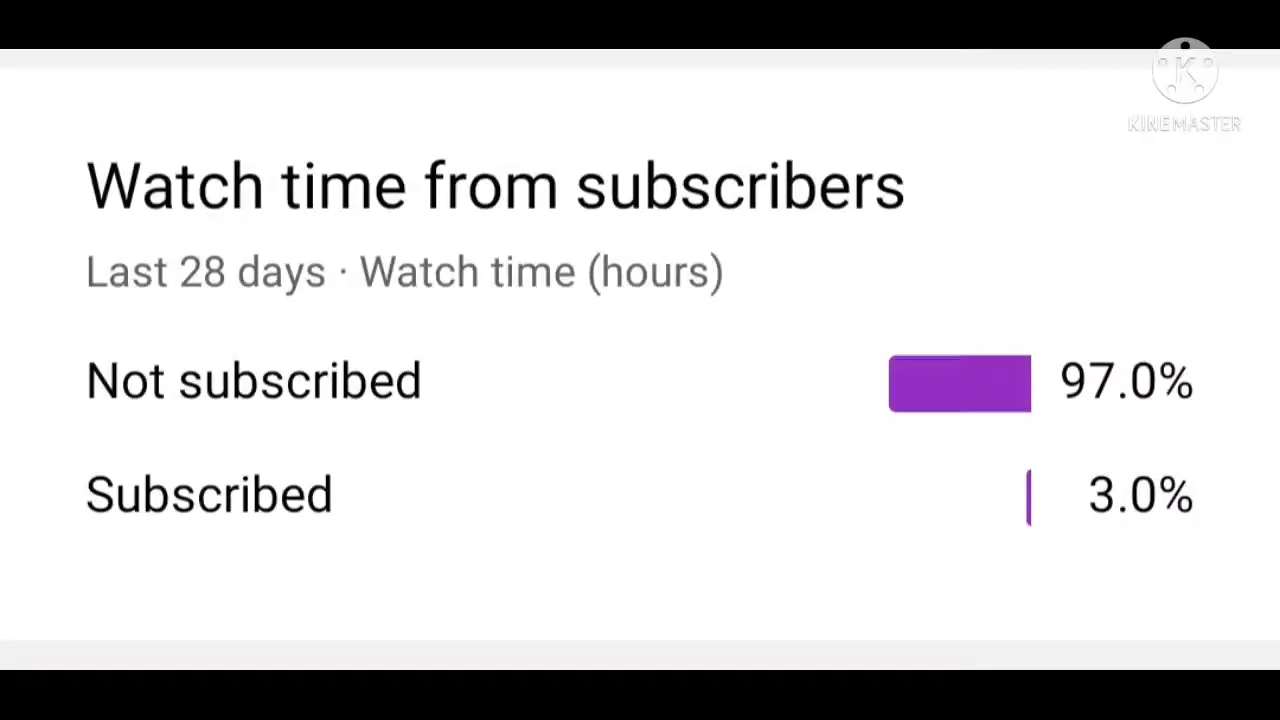 KINEMASTER
Watch time from subscribers
Last 28 days · Watch time (hours)
Not subscribed 97.0%
Subscribed 3.0%